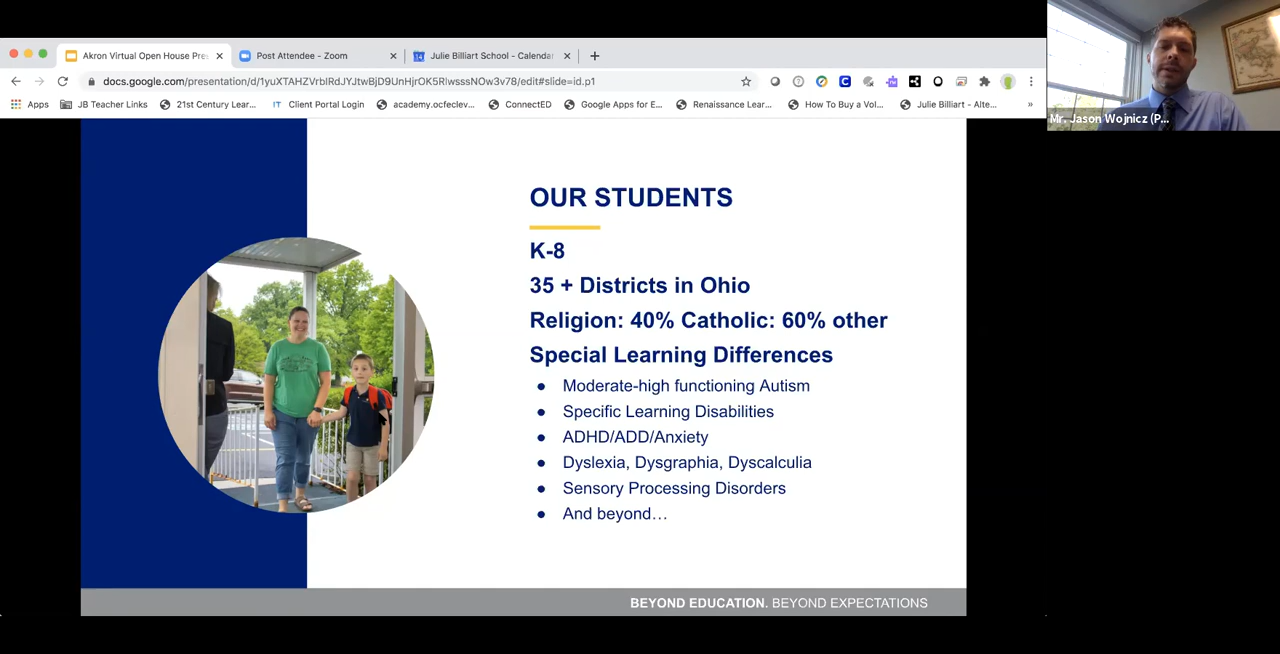 Akron Virtual Open House Pres
Post Attendee - Zoom
Julie Billiart School - Calendar
docs.google.com/presentation/d/1yuXTAHZVrblRdJYJtwBjD9UnHjrOK5RlwssNOw3v78/edit#slide=id.p1
Apps
JB Teacher Links
21st Century Lear...
IT Client Portal Login
academy.ocfeclev...
ConnectED
Google Apps for E...
Renaissance Lear...
How To Buy a Vol...
Julie Billiart - Alte...
»
Mr. Jason Wojnicz (P...
OUR STUDENTS
K-8
35 + Districts in Ohio
Religion: 40% Catholic: 60% other
Special Learning Differences
● Moderate-high functioning Autism
● Specific Learning Disabilities
● ADHD/ADD/Anxiety
● Dyslexia, Dysgraphia, Dyscalculia
● Sensory Processing Disorders
● And beyond...
BEYOND EDUCATION. BEYOND EXPECTATIONS